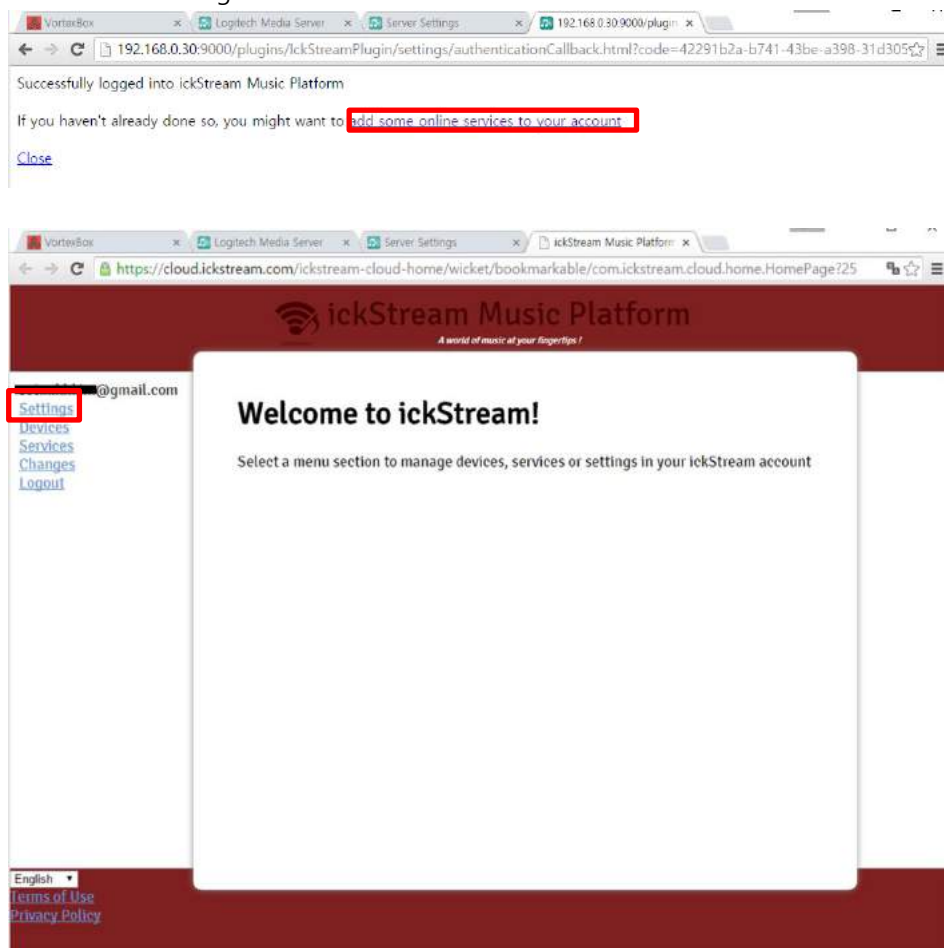 VortexBox
Logitech Media Server
Server Settings
192.168.0.30:9000/plugin
192.168.0.30:9000/plugins/IckStreamPlugin/settings/authenticationCallback.html?code=42291b2a-b741-43be-a398-31d305
Successfully logged into ickStream Music Platform
If you haven't already done so, you might want to add some online services to your account
Close
VortexBox
Logitech Media Server
Server Settings
ickStream Music Platform
https://cloud.ickstream.com/ickstream-cloud-home/wicket/bookmarkable/com.ickstream.cloud.home.HomePage?25
ickStream Music Platform
A world of music at your fingertips !
@gmail.com
Settings
Devices
Services
Changes
Logout
Welcome to ickStream!
Select a menu section to manage devices, services or settings in your ickStream account
English
Terms of Use
Privacy Policy